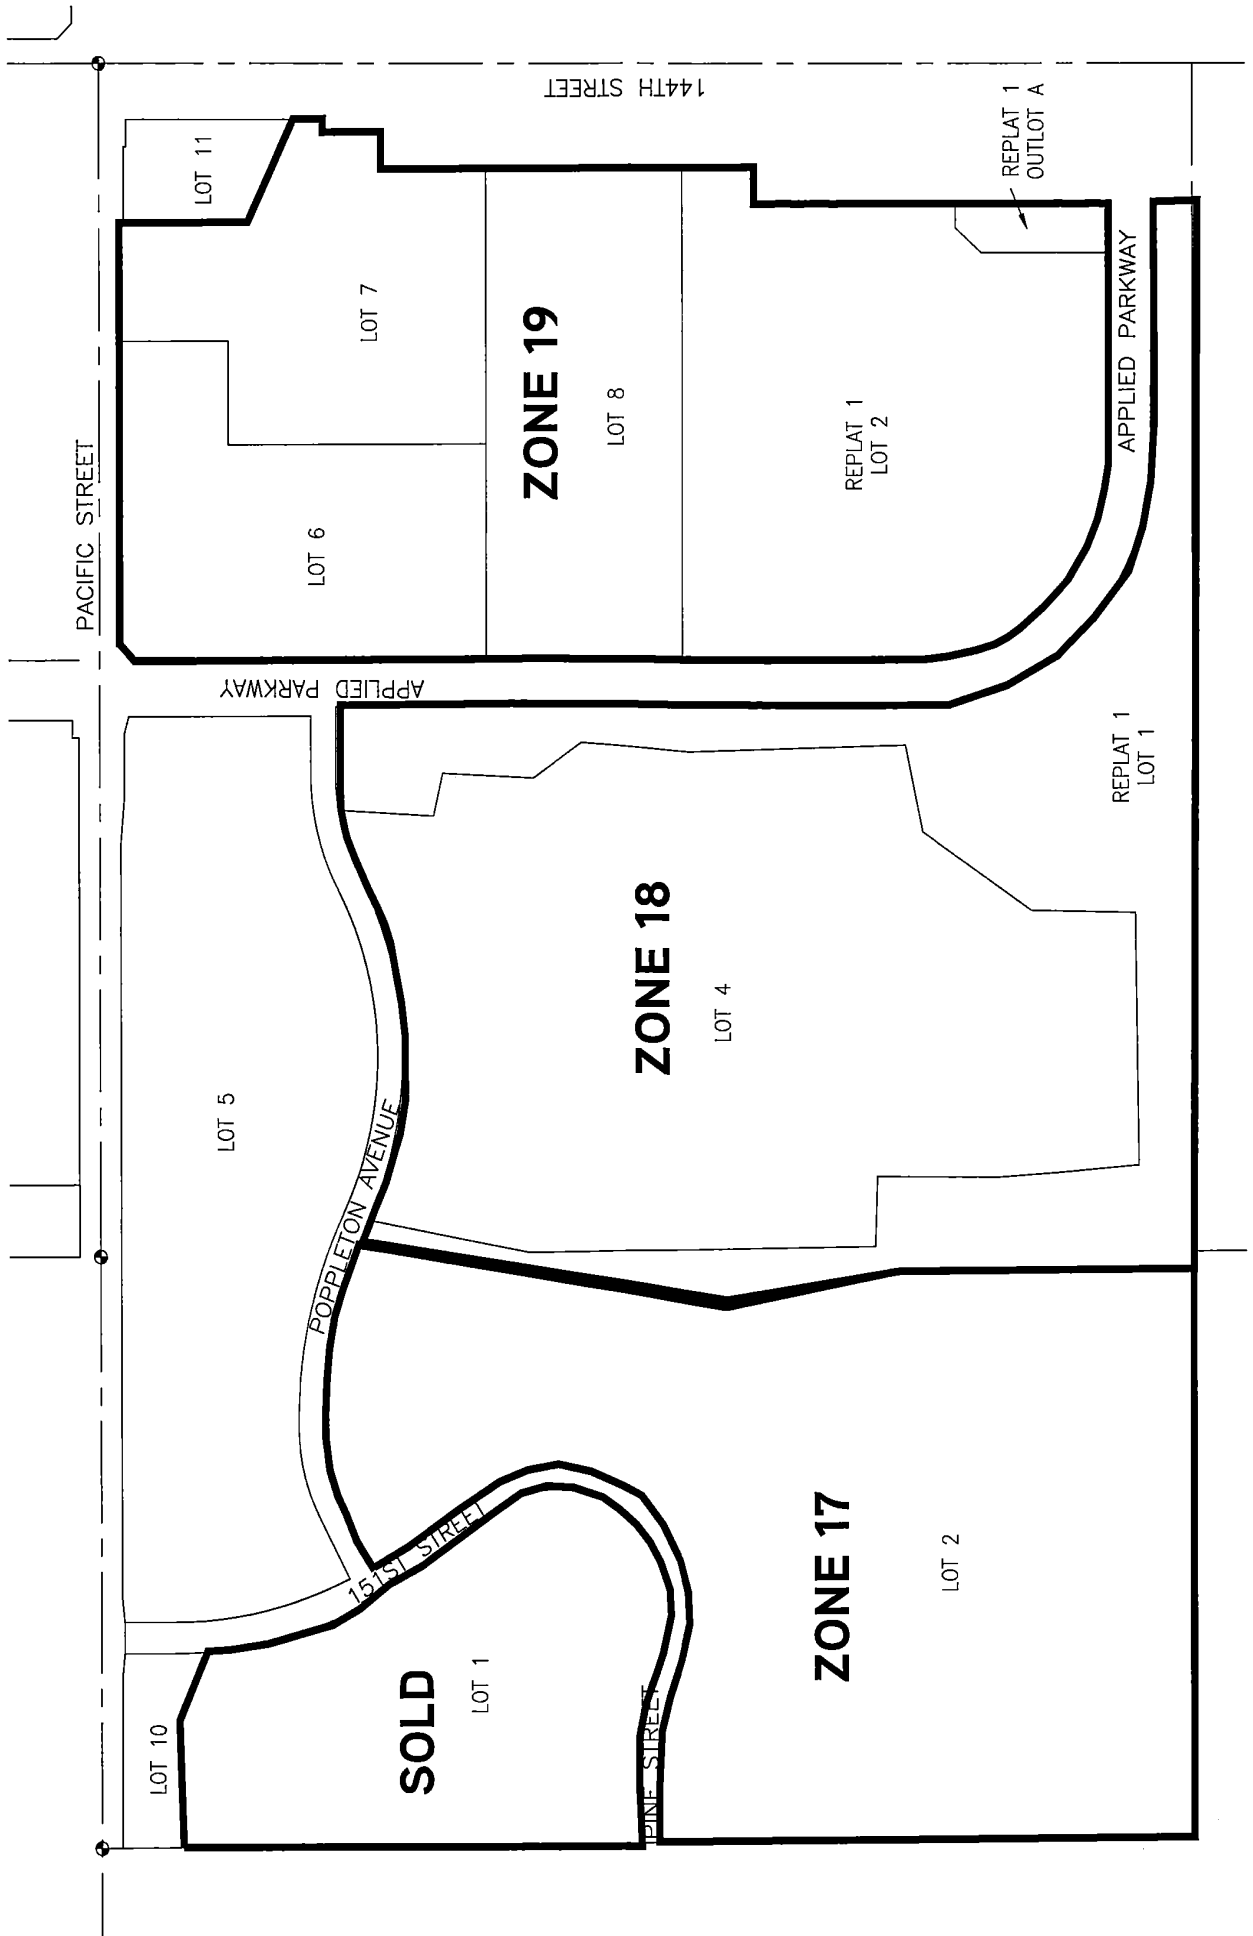 PACIFIC STREET
144TH STREET
LOT 11
REPLAT 1
OUTLOT A
LOT 7
ZONE 19
LOT 8
LOT 6
REPLAT 1
LOT 2
APPLIED PARKWAY
APPLIED PARKWAY
REPLAT 1
LOT 1
LOT 5
POPPLETON AVENUE
ZONE 18
LOT 4
151ST STREET
LOT 10
SOLD
LOT 1
PINE STREET
ZONE 17
LOT 2